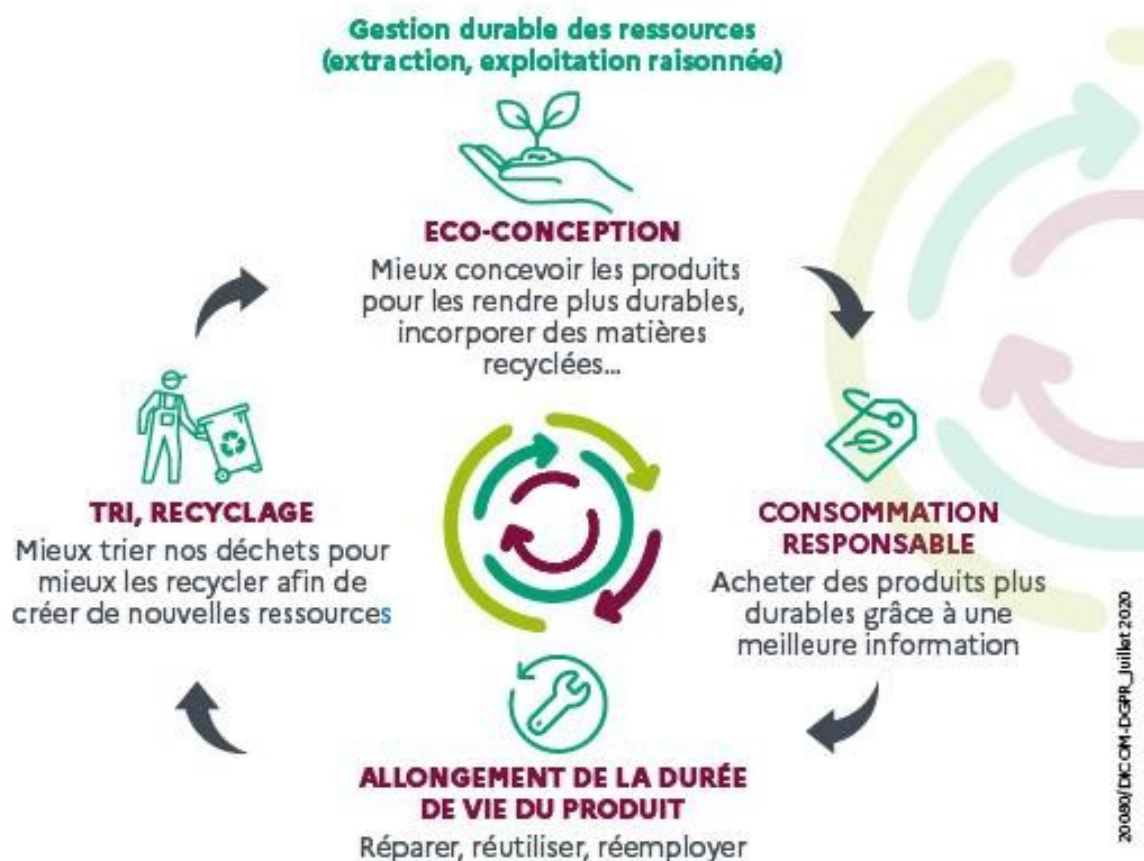 Gestion durable des ressources
(extraction, exploitation raisonnée)
ECO-CONCEPTION
Mieux concevoir les produits
pour les rendre plus durables,
incorporer des matières
recyclées...
CONSOMMATION
RESPONSABLE
Acheter des produits plus
durables grâce à une
meilleure information
ALLONGEMENT DE LA DURÉE
DE VIE DU PRODUIT
Réparer, réutiliser, réemployer
TRI, RECYCLAGE
Mieux trier nos déchets pour
mieux les recycler afin de
créer de nouvelles ressources
20080/DICOM-DGPR_Juillet 2020